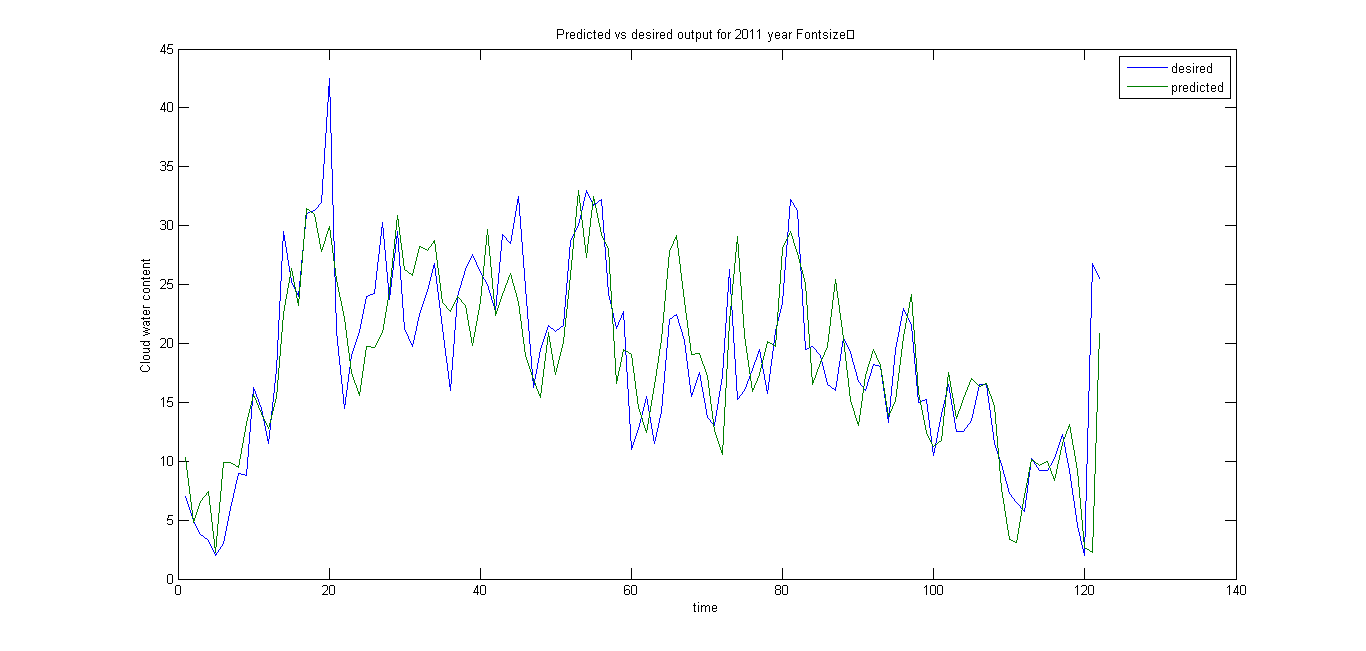 Predicted vs desired output for 2011 year Fontsize
45
40
35
30
25
20
15
10
5
0
Cloud water content
0 20 40 60 80 100 120 140
time
desired
predicted